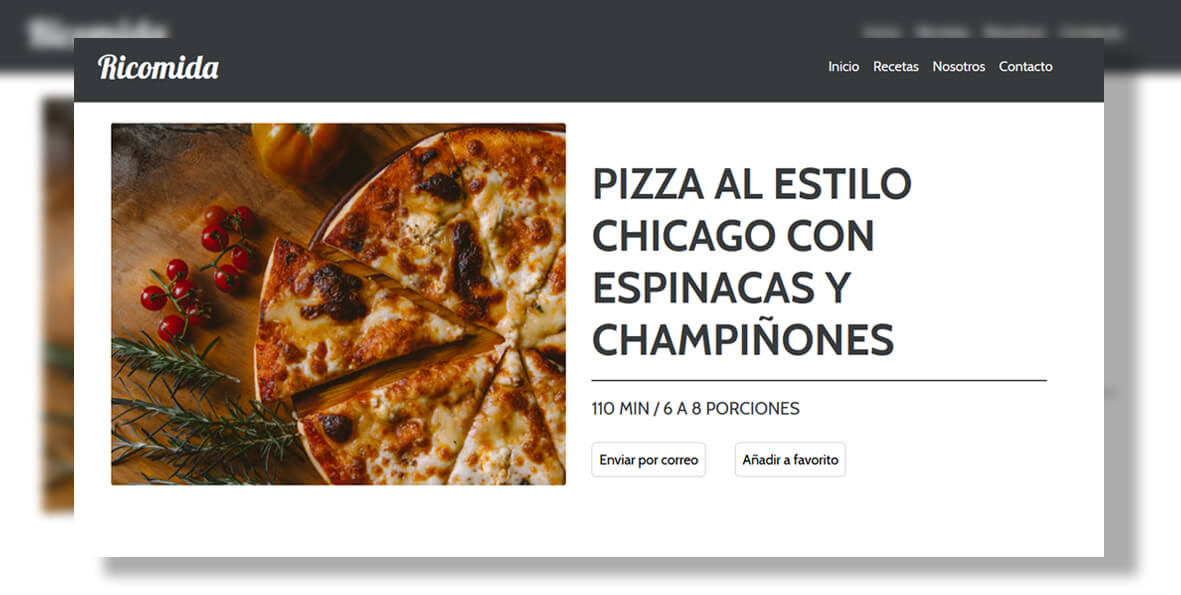 Ricomida
Inicio Recetas Nosotros Contacto
PIZZA AL ESTILO
CHICAGO CON
ESPINACAS Y
CHAMPIÑONES
110 MIN / 6 A 8 PORCIONES
Enviar por correo Añadir a favorito